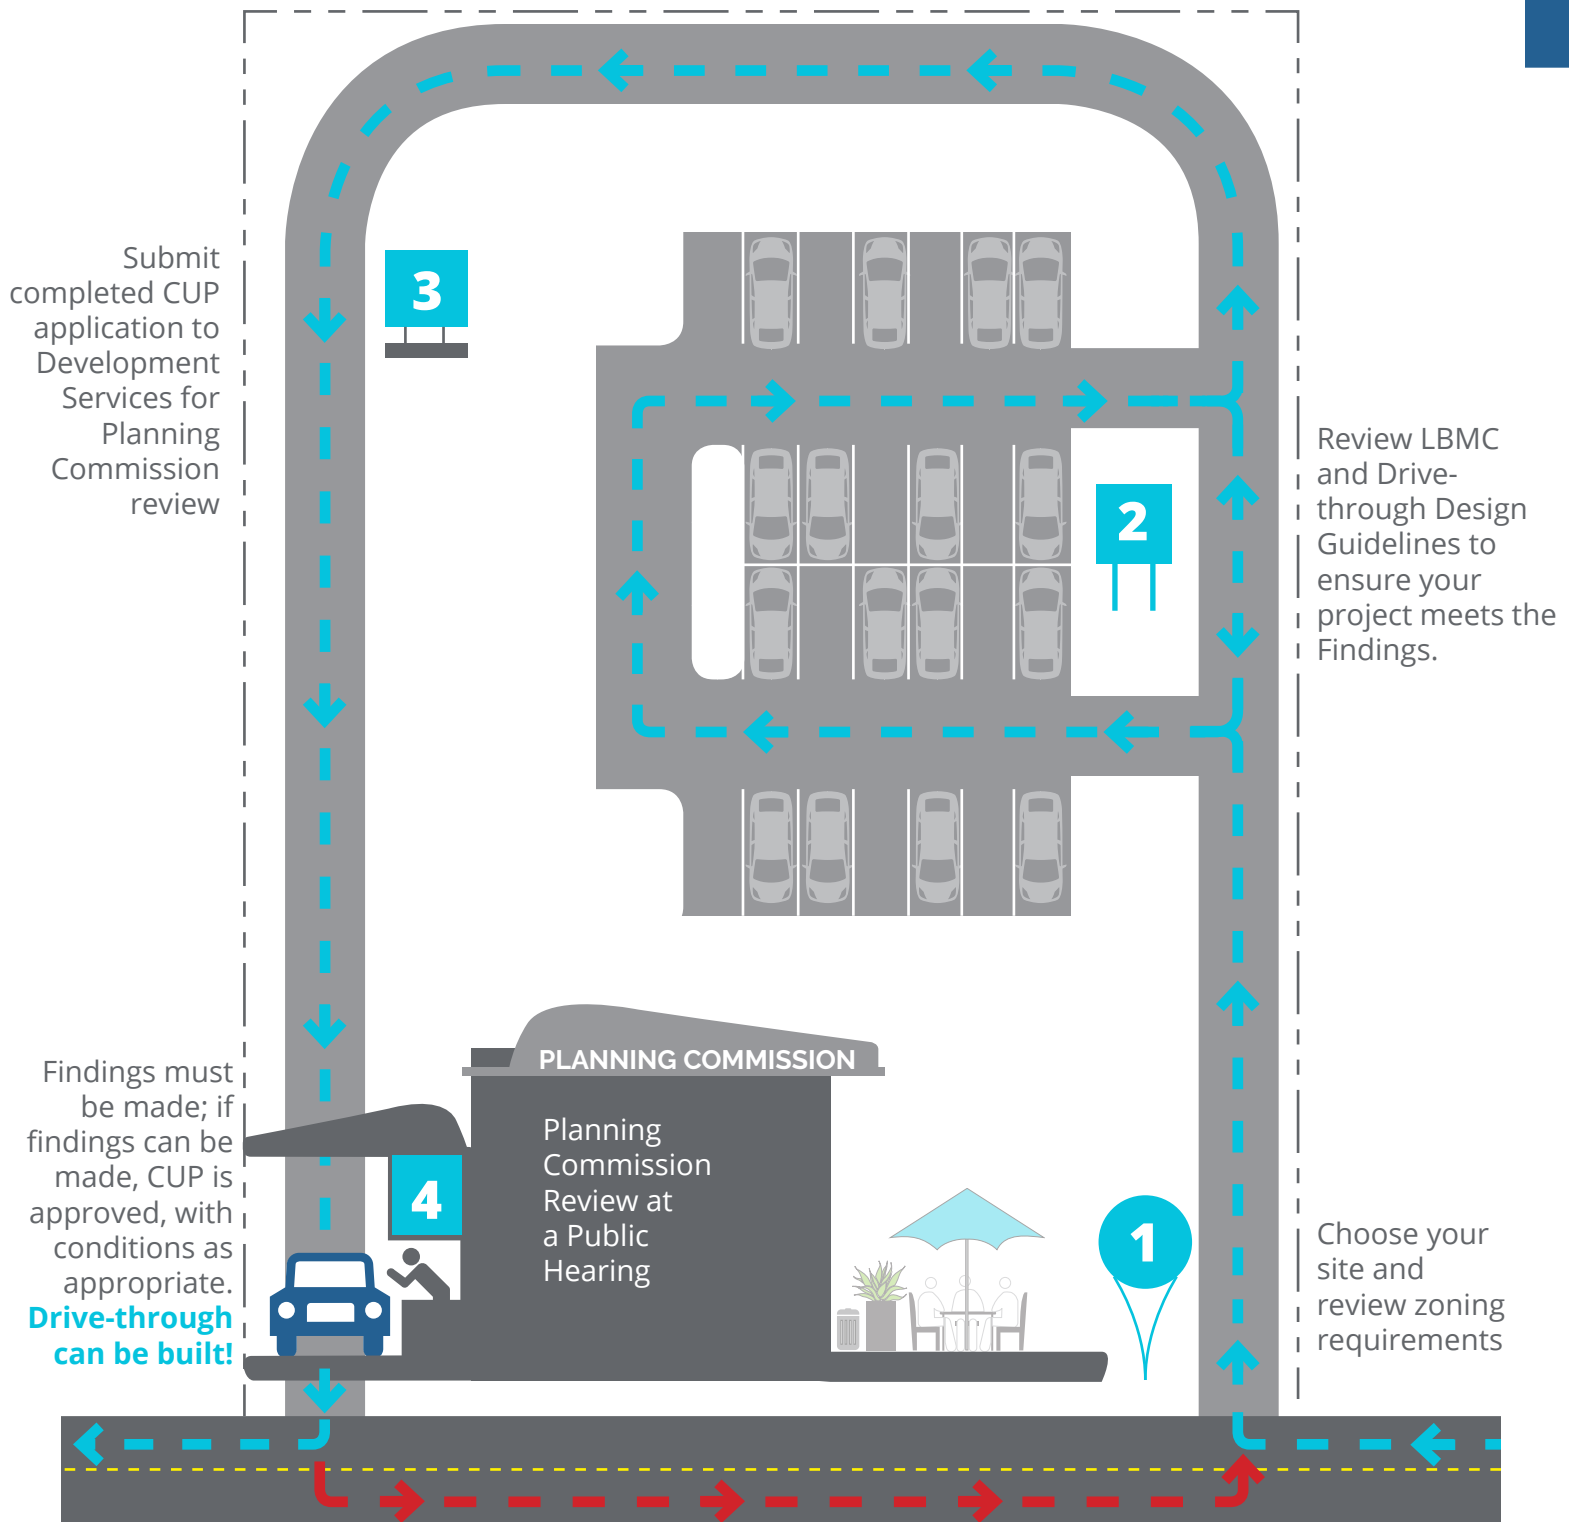 3
Submit
completed CUP
application to
Development
Services for
Planning
Commission
review
2
Review LBMC
and Drive-
through Design
Guidelines to
ensure your
project meets the
Findings.
PLANNING COMMISSION
Planning
Commission
Review at
a Public
Hearing
4
Findings must
be made; if
findings can be
made, CUP is
approved, with
conditions as
appropriate.
Drive-through
can be built!
1
Choose your
site and
review zoning
requirements